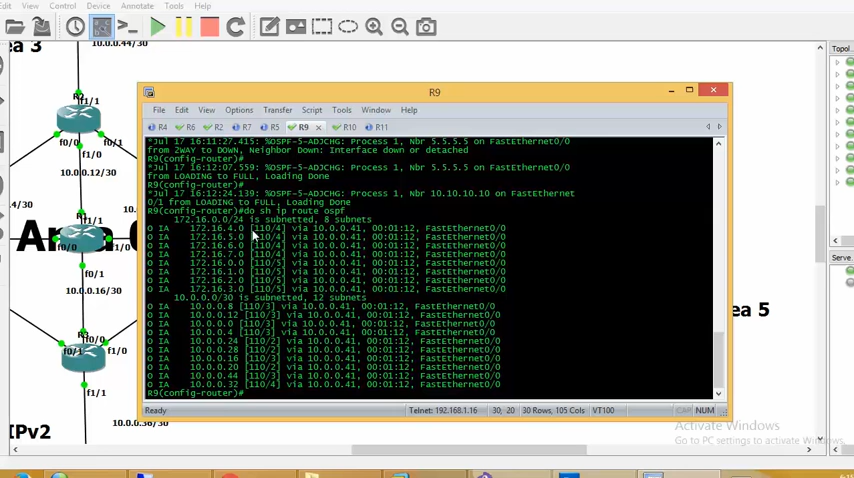 Edit View Control Device Annotate Tools Help
ea 3
10.0.0.44/30
Topol
R2
f1/1
f0/0
f0/1
f1/0
10.0.0.12/30
4/30
Area
f0/0
f1/0
f0/1
10.0.0.16/30
f0/0
f0/1
f1/0
f1/1
10.0.0.36/30
IPv2
ea 5
Serve
R9
File Edit View Options Transfer Script Tools Window Help
R4 R6 R2 R7 R5 R9 R10 R11
*Jul 17 16:11:27.415: %OSPF-5-ADJCHG: Process 1, Nbr 5.5.5.5 on FastEthernet0/0
from 2WAY to DOWN, Neighbor Down: Interface down or detached
R9(config-router)#
*Jul 17 16:12:07.559: %OSPF-5-ADJCHG: Process 1, Nbr 5.5.5.5 on FastEthernet0/0
from LOADING to FULL, Loading Done
R9(config-router)#
*Jul 17 16:12:24.139: %OSPF-5-ADJCHG: Process 1, Nbr 10.10.10.10 on FastEthernet
0/1 from LOADING to FULL, Loading Done
R9(config-router)#do sh ip route ospf
172.16.0.0/24 is subnetted, 8 subnets
O IA 172.16.4.0 [110/4] via 10.0.0.41, 00:01:12, FastEthernet0/0
O IA 172.16.5.0 [110/4] via 10.0.0.41, 00:01:12, FastEthernet0/0
O IA 172.16.6.0 [110/4] via 10.0.0.41, 00:01:12, FastEthernet0/0
O IA 172.16.7.0 [110/4] via 10.0.0.41, 00:01:12, FastEthernet0/0
O IA 172.16.0.0 [110/5] via 10.0.0.41, 00:01:12, FastEthernet0/0
O IA 172.16.1.0 [110/5] via 10.0.0.41, 00:01:12, FastEthernet0/0
O IA 172.16.2.0 [110/5] via 10.0.0.41, 00:01:12, FastEthernet0/0
O IA 172.16.3.0 [110/5] via 10.0.0.41, 00:01:12, FastEthernet0/0
10.0.0.0/30 is subnetted, 12 subnets
O IA 10.0.0.8 [110/3] via 10.0.0.41, 00:01:12, FastEthernet0/0
O IA 10.0.0.12 [110/3] via 10.0.0.41, 00:01:12, FastEthernet0/0
O IA 10.0.0.0 [110/3] via 10.0.0.41, 00:01:12, FastEthernet0/0
O IA 10.0.0.4 [110/3] via 10.0.0.41, 00:01:12, FastEthernet0/0
O IA 10.0.0.24 [110/2] via 10.0.0.41, 00:01:12, FastEthernet0/0
O IA 10.0.0.28 [110/2] via 10.0.0.41, 00:01:12, FastEthernet0/0
O IA 10.0.0.16 [110/3] via 10.0.0.41, 00:01:12, FastEthernet0/0
O IA 10.0.0.20 [110/2] via 10.0.0.41, 00:01:12, FastEthernet0/0
O IA 10.0.0.44 [110/3] via 10.0.0.41, 00:01:12, FastEthernet0/0
O IA 10.0.0.32 [110/4] via 10.0.0.41, 00:01:12, FastEthernet0/0
R9(config-router)#
Ready Telnet: 192.168.1.16 30; 20 30 Rows, 105 Cols VT100 CAP NUM
Activate Windows
Go to PC settings to activate Windows.